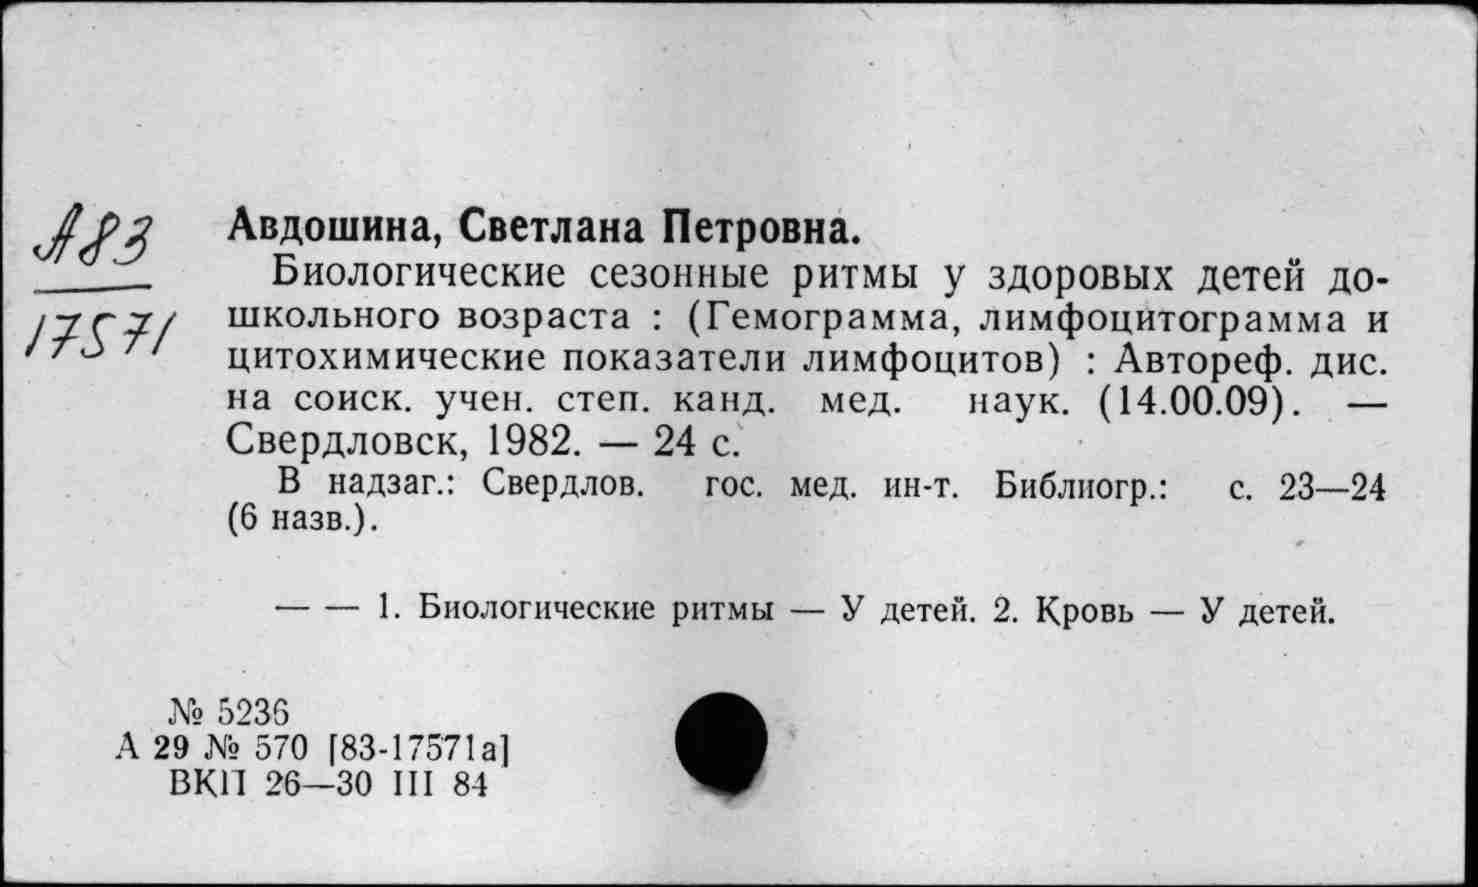 А83
17571
Авдошина, Светлана Петровна.
Биологические сезонные ритмы у здоровых детей до-
школьного возраста : (Гемограмма, лимфоцитограмма и
цитохимические показатели лимфоцитов) : Автореф. дис.
на соиск. учен. степ. канд. мед. наук. (14.00.09). —
Свердловск, 1982. — 24 с.
В надзаг.: Свердлов. гос. мед. ин-т. Библиогр.: с. 23—24
(6 назв.).
— — 1. Биологические ритмы — У детей. 2. Кровь — У детей.
№ 5236
А 29 № 570 [83-17571а]
ВКП 26—30 III 84